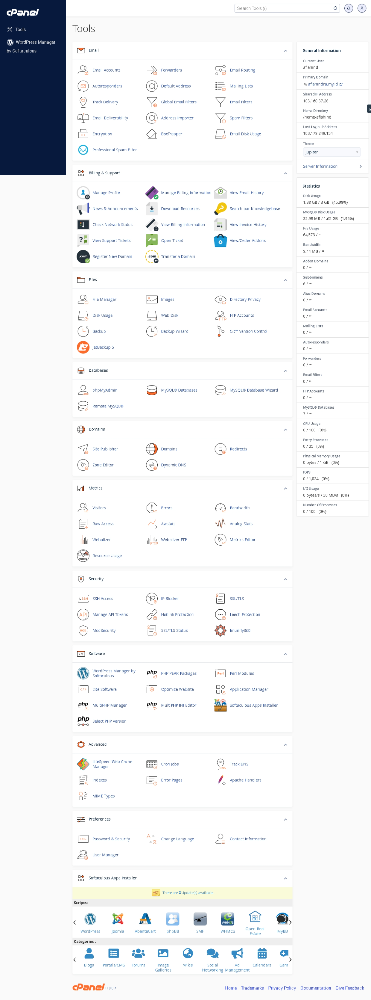 cPanel
Search Tools (/)
Tools
WordPress Manager
by Softaculous
Tools
Email
Email Accounts
Forwarders
Email Routing
Autoresponders
Default Address
Mailing Lists
Track Delivery
Global Email Filters
Email Filters
Email Deliverability
Address Importer
Spam Filters
Encryption
BoxTrapper
Email Disk Usage
Professional Spam Filter
Billing & Support
Manage Profile
Manage Billing Information
View Email History
News & Announcements
Download Resources
Search our Knowledgebase
Check Network Status
View Billing Information
View Invoice History
View Support Tickets
Open Ticket
View/Order Addons
.com
Register New Domain
.com
Transfer a Domain
Files
File Manager
Images
Directory Privacy
Disk Usage
Web Disk
FTP
FTP Accounts
Backup
Backup Wizard
Git™ Version Control
JetBackup 5
Databases
php
phpMyAdmin
MySQL® Databases
MySQL® Database Wizard
Remote MySQL®
Domains
Site Publisher
Domains
Redirects
Zone Editor
Dynamic DNS
Metrics
Visitors
Errors
Bandwidth
Raw Access
Awstats
Analog Stats
Webalizer
FTP
Webalizer FTP
Metrics Editor
Resource Usage
Security
SSH
SSH Access
IP
IP Blocker
SSL/TLS
API
Manage API Tokens
Hotlink Protection
Leech Protection
MOD
ModSecurity
SSL/TLS Status
Imunify360
Software
WordPress Manager by
Softaculous
php
PHP PEAR Packages
Perl
Perl Modules
Site Software
Optimize Website
Application Manager
php
MultiPHP Manager
php
MultiPHP INI Editor
Softaculous Apps Installer
php
Select PHP Version
Advanced
LiteSpeed Web Cache
Manager
Cron Jobs
DNS
Track DNS
Indexes
Error Pages
Apache Handlers
MIME Types
Preferences
Password & Security
Change Language
Contact Information
User Manager
Softaculous Apps Installer
NOTE
There are 2 Update(s) available.
Scripts:
WordPress
Joomla
AbanteCart
phpBB
SMF
WHMCS
WHMCS
Open Real
Estate
MyBB
Categories :
Blogs
Portals/CMS
Forums
Image
Galleries
Wikis
Social
Networking
Ad
Management
Calendars
Gam
General Information
Current User
aflahind
Primary Domain
aflahindra.my.id
Shared IP Address
103.160.37.28
Home Directory
/home/aflahind
Last Login IP Address
103.179.248.154
Theme
jupiter
Server Information
Statistics
Disk Usage
1.38 GB / 3 GB (45.98%)
MySQL® Disk Usage
32.98 MB / 1.65 GB (1.95%)
File Usage
64,573 / ∞
Bandwidth
9.44 MB / ∞
Addon Domains
0 / ∞
Subdomains
6 / ∞
Alias Domains
0 / ∞
Email Accounts
0 / ∞
Mailing Lists
0 / ∞
Autoresponders
0 / ∞
Forwarders
0 / ∞
Email Filters
0 / ∞
FTP Accounts
0 / ∞
MySQL® Databases
7 / ∞
CPU Usage
0 / 100 (0%)
Entry Processes
0 / 25 (0%)
Physical Memory Usage
0 bytes / 1 GB (0%)
IOPS
0 / 1,024 (0%)
I/O Usage
0 bytes/s / 30 MB/s (0%)
Number Of Processes
0 / 100 (0%)
cPanel 110.0.7
Home Trademarks Privacy Policy Documentation Give Feedback